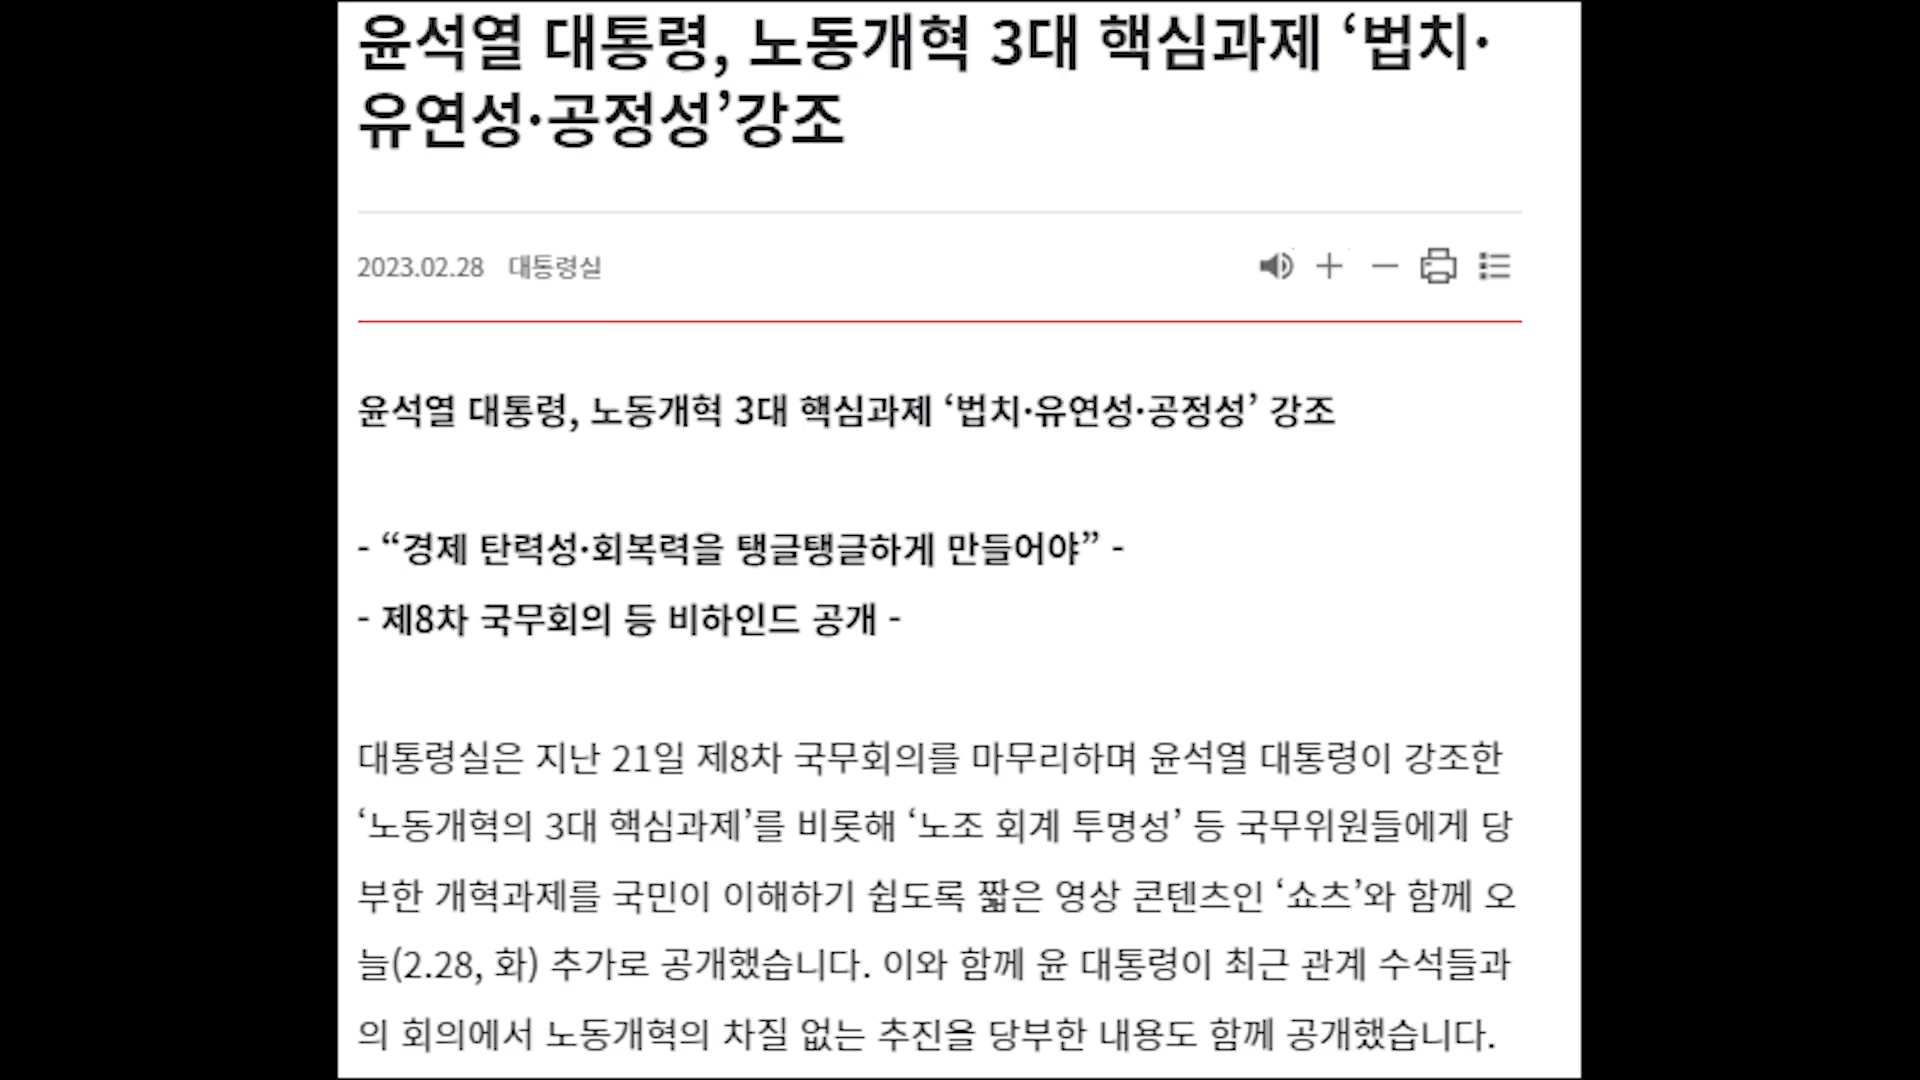 윤석열 대통령, 노동개혁 3대 핵심과제 ‘법치·
유연성·공정성’강조
2023.02.28 대통령실
윤석열 대통령, 노동개혁 3대 핵심과제 ‘법치·유연성·공정성’ 강조
- “경제 탄력성·회복력을 탱글탱글하게 만들어야” -
- 제8차 국무회의 등 비하인드 공개 -
대통령실은 지난 21일 제8차 국무회의를 마무리하며 윤석열 대통령이 강조한
‘노동개혁의 3대 핵심과제’를 비롯해 ‘노조 회계 투명성’ 등 국무위원들에게 당
부한 개혁과제를 국민이 이해하기 쉽도록 짧은 영상 콘텐츠인 ‘쇼츠’와 함께 오
늘(2.28, 화) 추가로 공개했습니다. 이와 함께 윤 대통령이 최근 관계 수석들과
의 회의에서 노동개혁의 차질 없는 추진을 당부한 내용도 함께 공개했습니다.